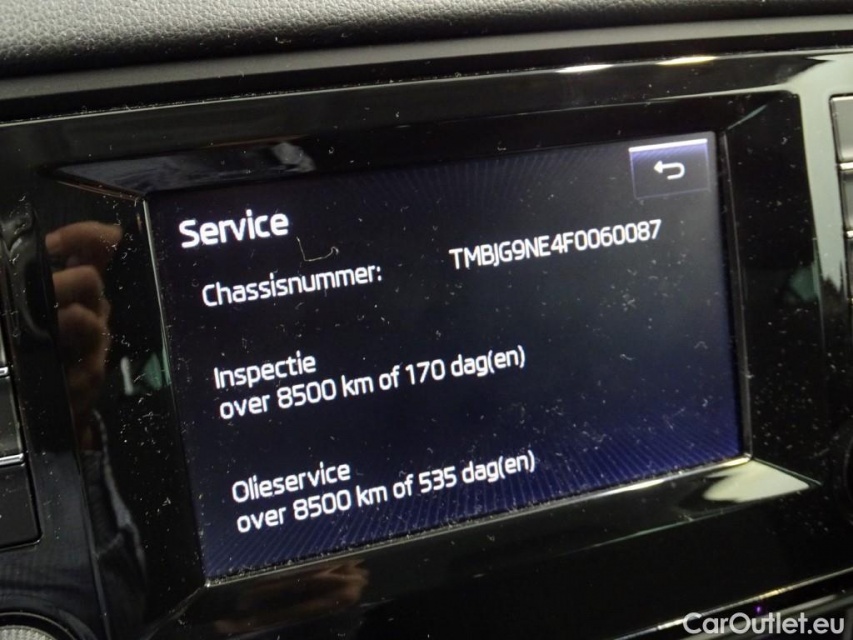 Service
Chassisnummer: TMBJG9NE4F0060087
Inspectie
over 8500 km of 170 dag(en)
Olieservice
over 8500 km of 535 dag(en)
CarOutlet.eu